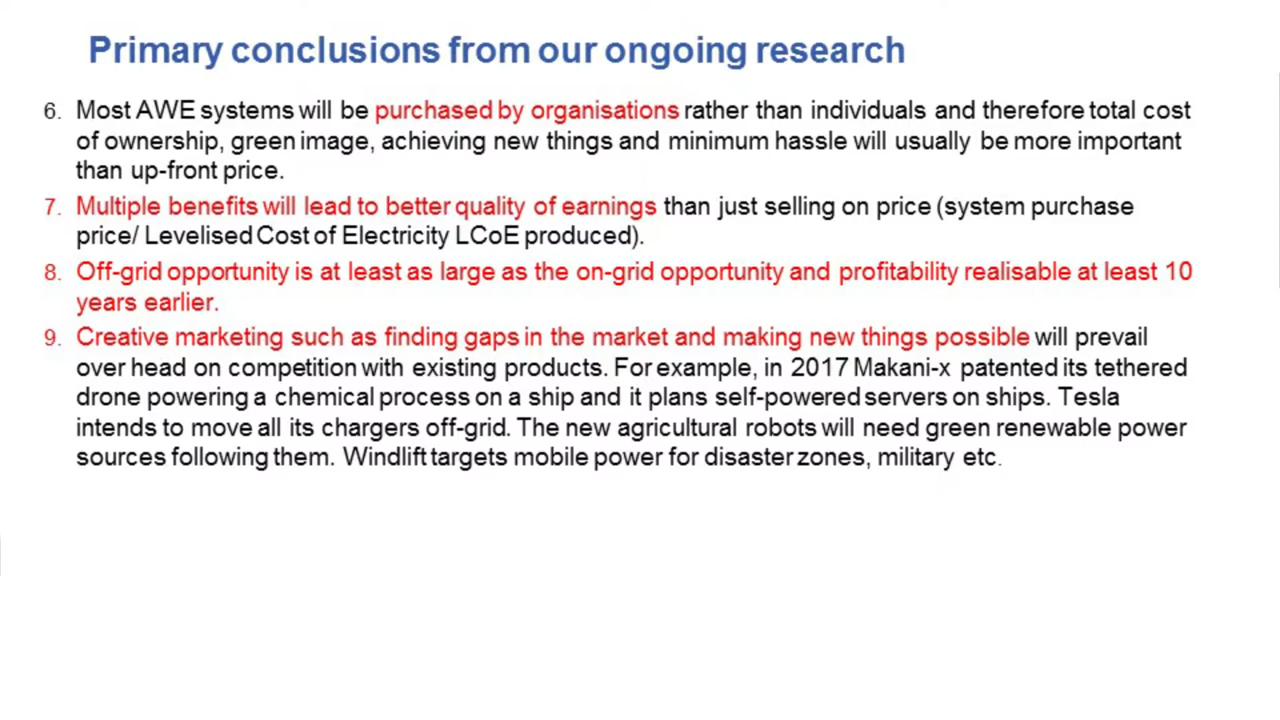 Primary conclusions from our ongoing research
6. Most AWE systems will be purchased by organisations rather than individuals and therefore total cost
of ownership, green image, achieving new things and minimum hassle will usually be more important
than up-front price.
7. Multiple benefits will lead to better quality of earnings than just selling on price (system purchase
price/ Levelised Cost of Electricity LCoE produced).
8. Off-grid opportunity is at least as large as the on-grid opportunity and profitability realisable at least 10
years earlier.
9. Creative marketing such as finding gaps in the market and making new things possible will prevail
over head on competition with existing products. For example, in 2017 Makani-x patented its tethered
drone powering a chemical process on a ship and it plans self-powered servers on ships. Tesla
intends to move all its chargers off-grid. The new agricultural robots will need green renewable power
sources following them. Windlift targets mobile power for disaster zones, military etc.